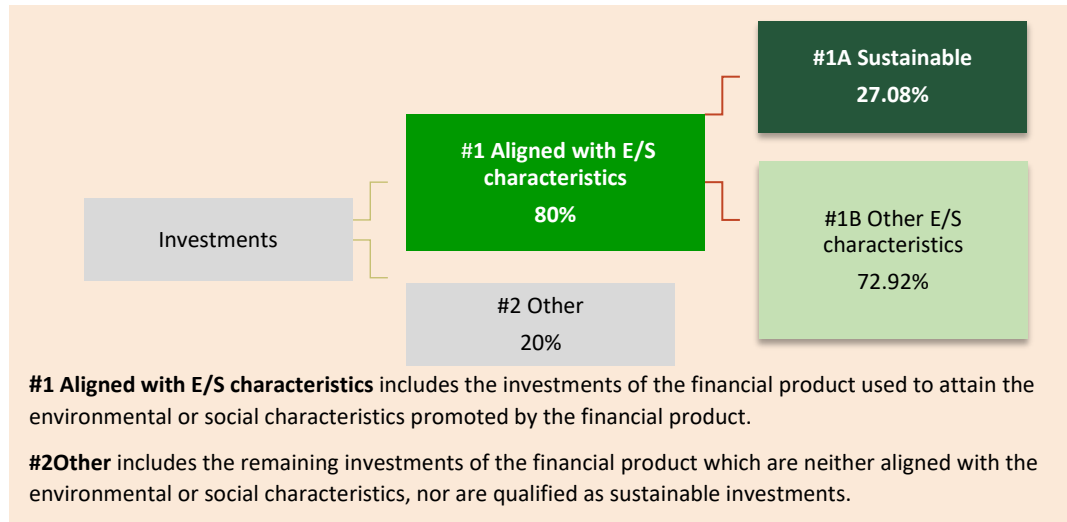 #1A Sustainable
27.08%
#1 Aligned with E/S
characteristics
80%
Investments
#1B Other E/S
characteristics
72.92%
#2 Other
20%
#1 Aligned with E/S characteristics includes the investments of the financial product used to attain the
environmental or social characteristics promoted by the financial product.
#2Other includes the remaining investments of the financial product which are neither aligned with the
environmental or social characteristics, nor are qualified as sustainable investments.